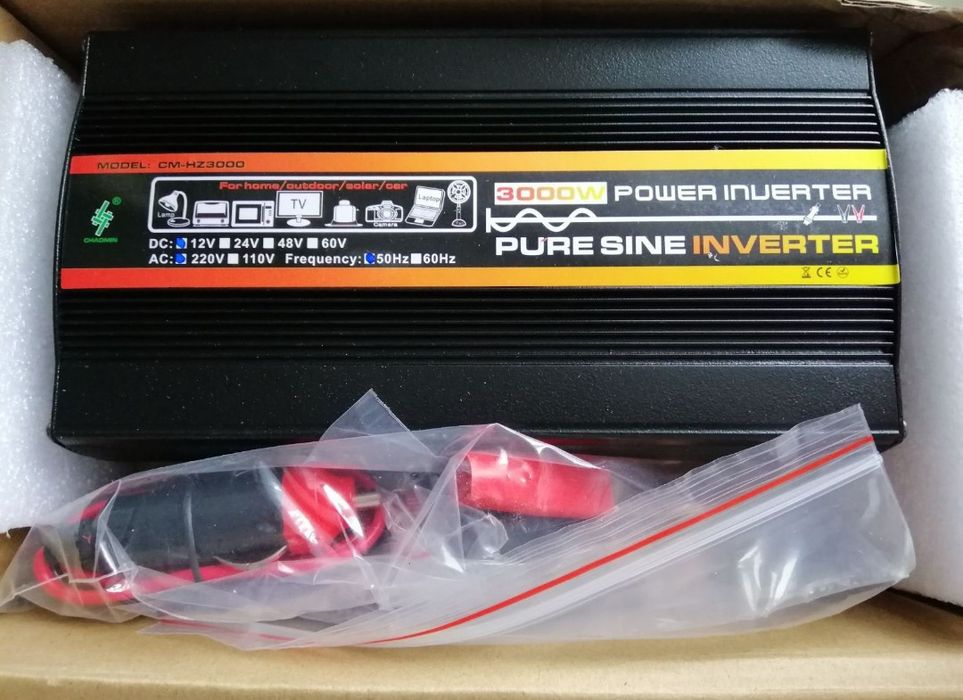 MODEL: CM-HZ3000
For home/outdoor/solar/car
Lamp
TV
Camera
Laptop
CHADMIN
®
DC: 12V 24V 48V 60V
AC: 220V 110V Frequency: 50Hz 60Hz
3000W POWER INVERTER
PURE SINE INVERTER
CE